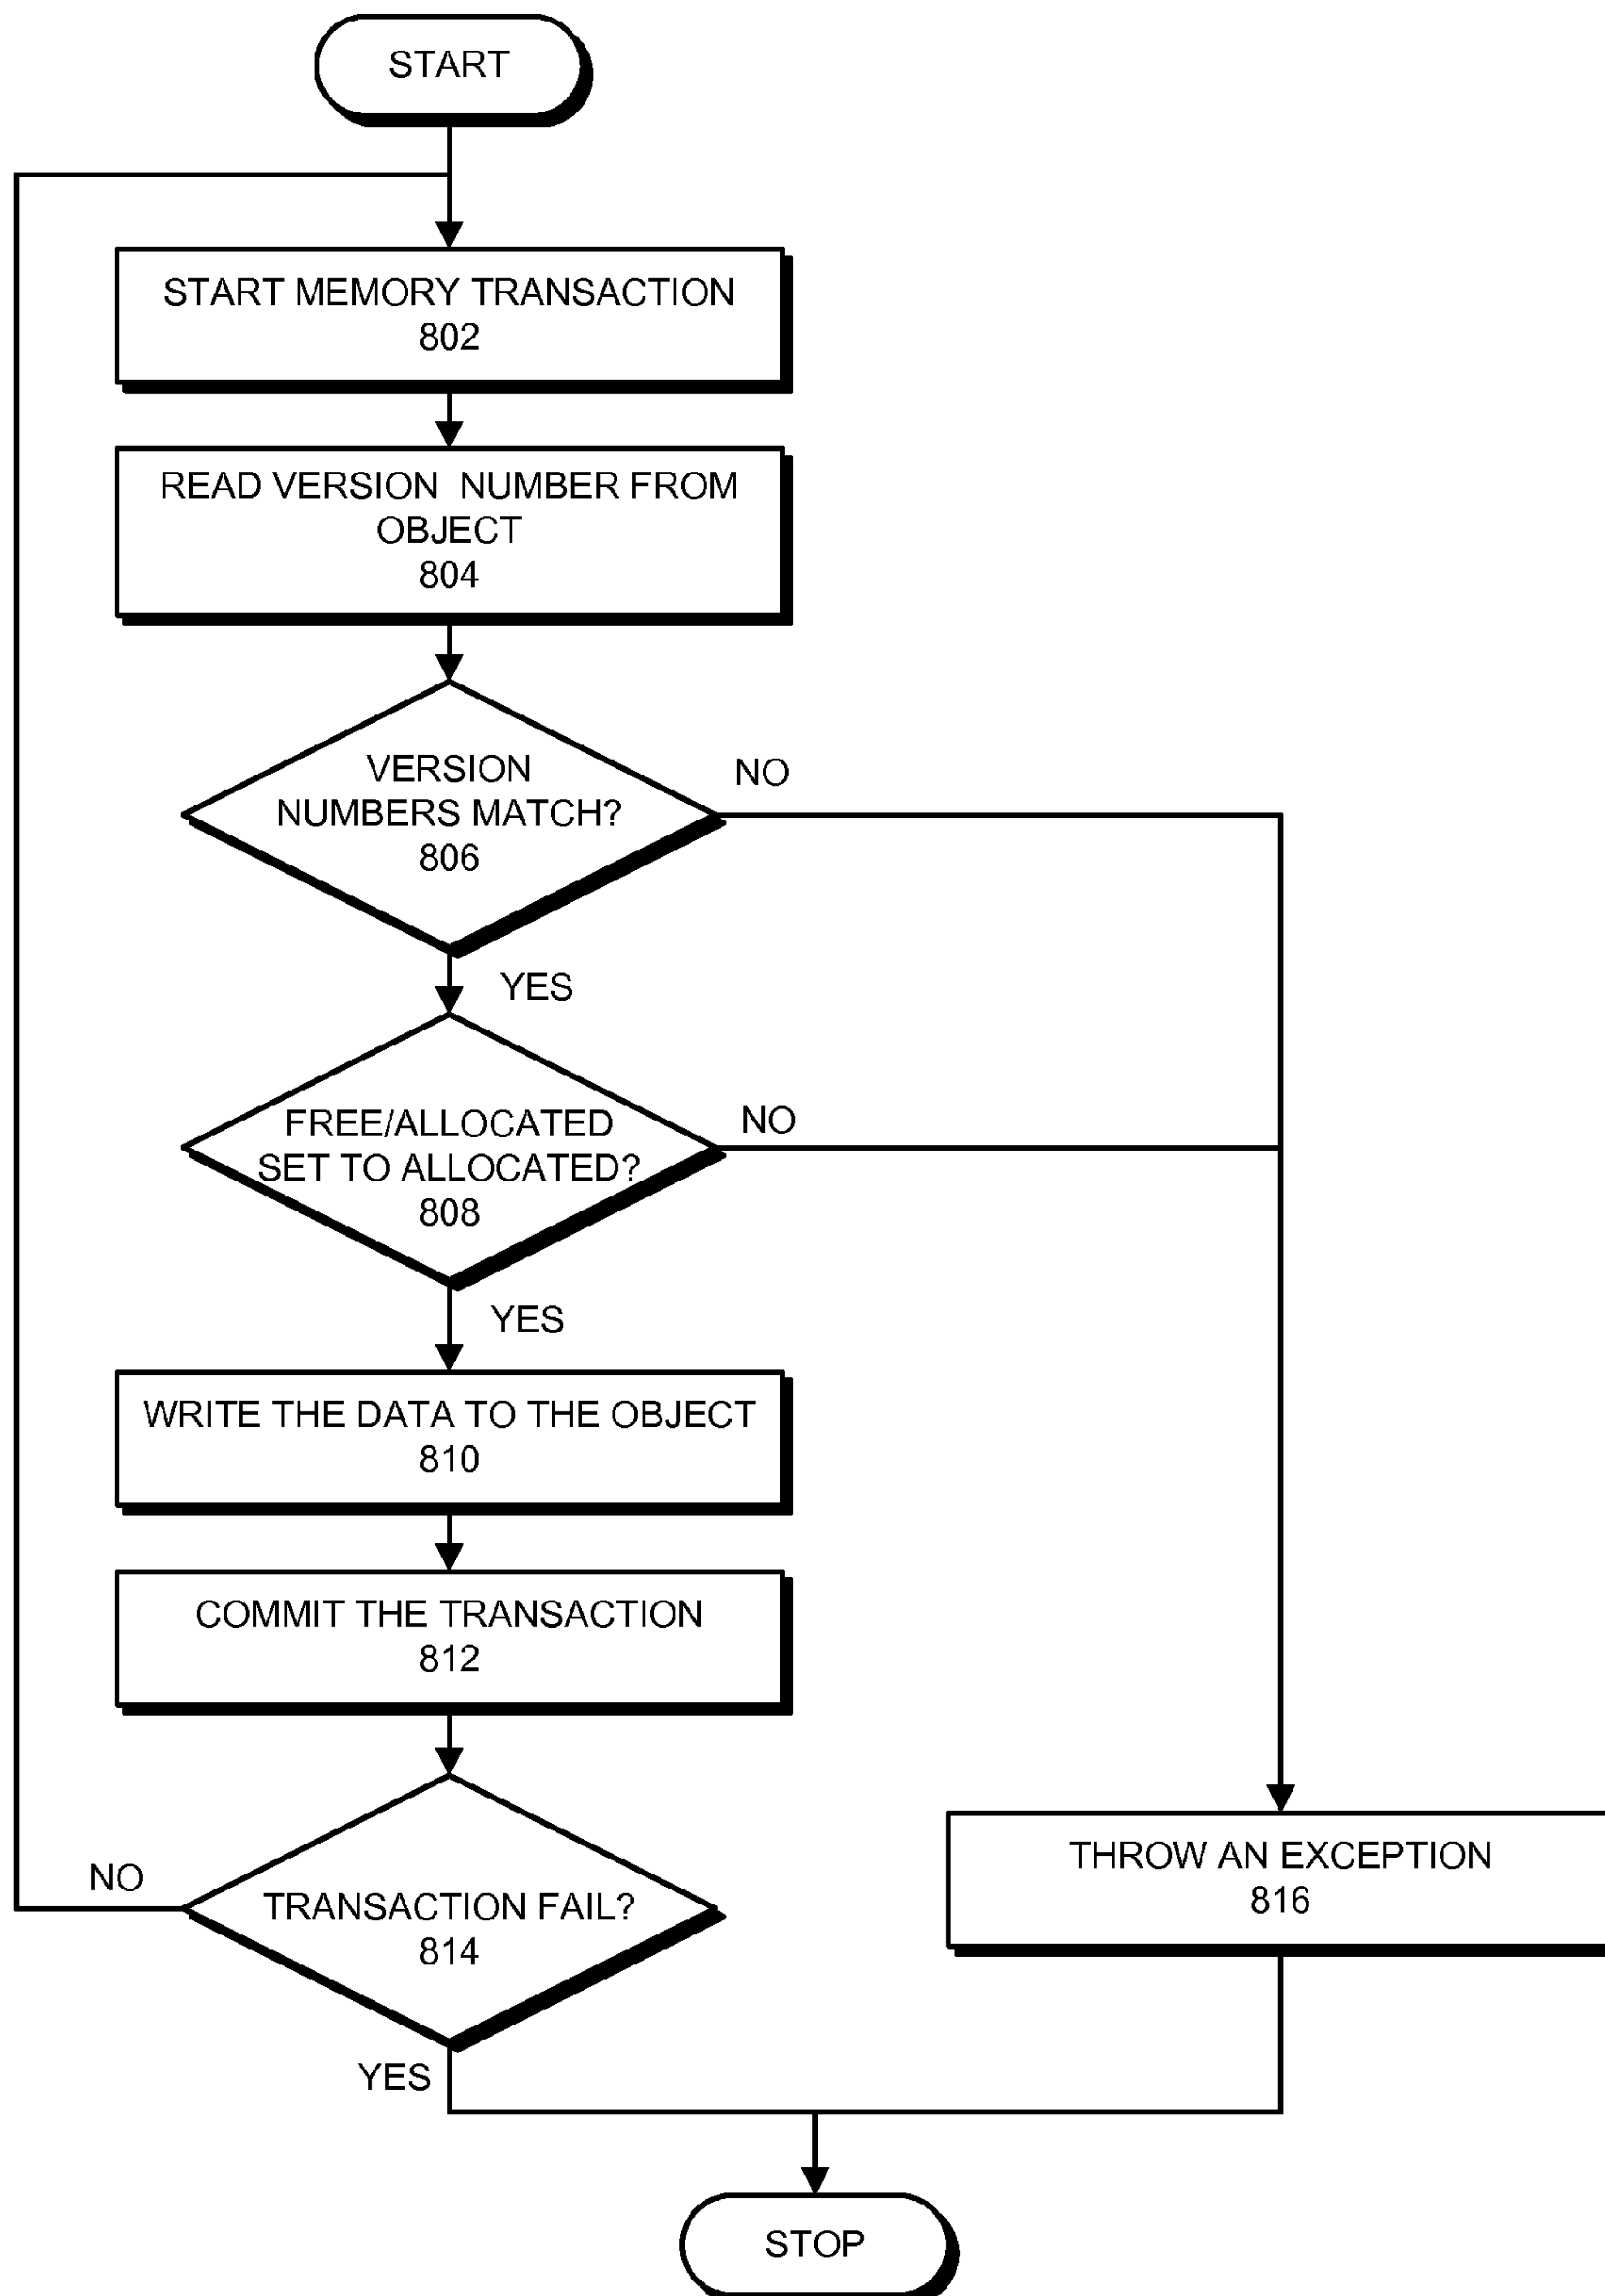 START
START MEMORY TRANSACTION
802
READ VERSION NUMBER FROM
OBJECT
804
VERSION
NUMBERS MATCH?
806
NO
YES
FREE/ALLOCATED
SET TO ALLOCATED?
808
NO
YES
WRITE THE DATA TO THE OBJECT
810
COMMIT THE TRANSACTION
812
TRANSACTION FAIL?
814
NO
YES
THROW AN EXCEPTION
816
STOP